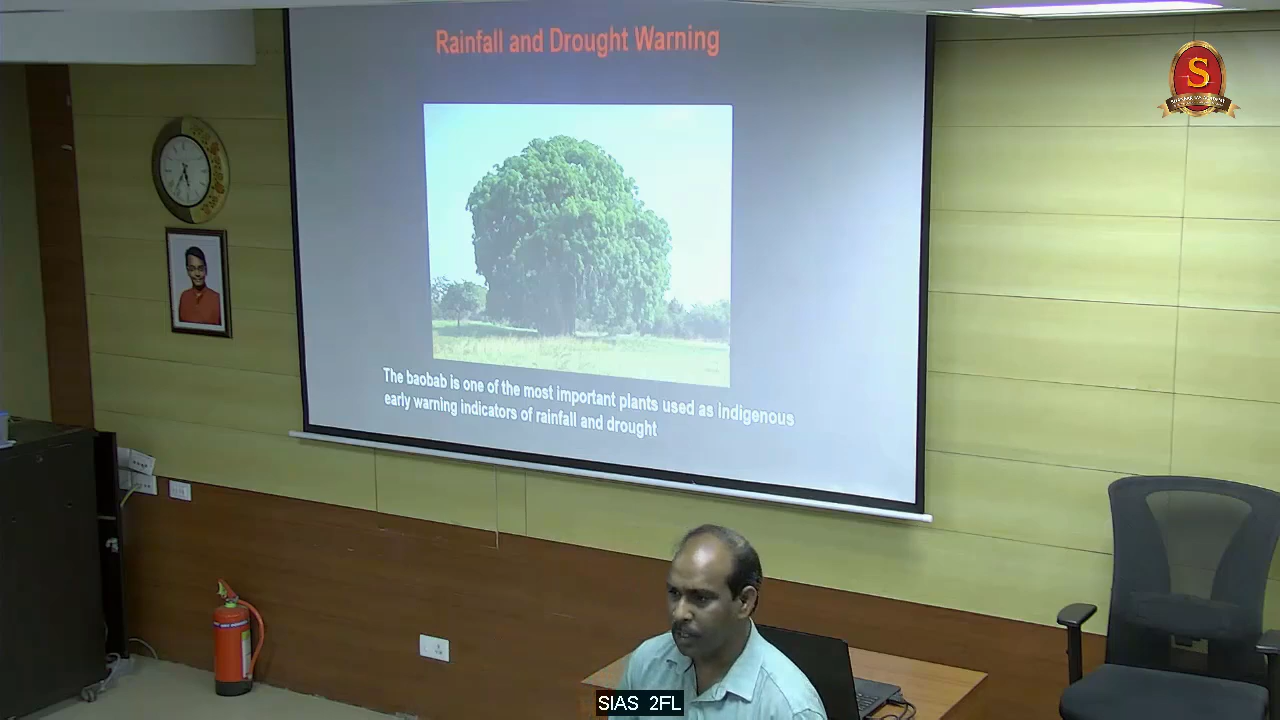 Rainfall and Drought Warning
S
The baobab is one of the most important plants used as indigenous
early warning indicators of rainfall and drought
SIAS 2FL